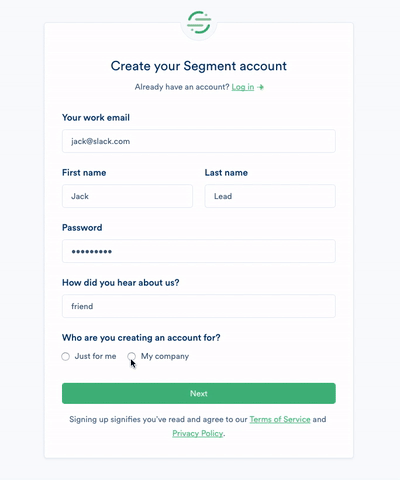 Create your Segment account
Already have an account? Log in →
Your work email
jack@slack.com
First name Last name
Jack Lead
Password
•••••••••
How did you hear about us?
friend
Who are you creating an account for?
Just for me My company
Next
Signing up signifies you've read and agree to our Terms of Service and
Privacy Policy.